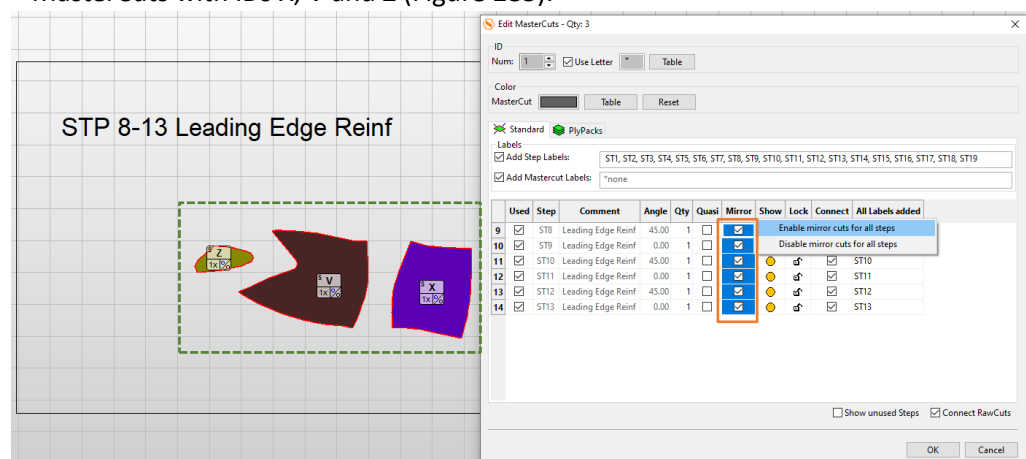 MasterCuts with IDs X, V and Z (Figure 233).
STP 8-13 Leading Edge Reinf
Z
1x %
S V
1x %
S X
1x %
Edit MasterCuts - Qty: 3
ID
Num: 1 Use Letter * Table
Color
MasterCut Table Reset
Standard PlyPacks
Labels
Add Step Labels: ST1, ST2, ST3, ST4, ST5, ST6, ST7, ST8, ST9, ST10, ST11, ST12, ST13, ST14, ST15, ST16, ST17, ST18, ST19
Add Mastercut Labels: *none
Used Step Comment Angle Qty Quasi Mirror Show Lock Connect All Labels added
9 ST8 Leading Edge Reinf 45.00 1 Enable mirror cuts for all steps
10 ST9 Leading Edge Reinf 0.00 1 Disable mirror cuts for all steps
11 ST10 Leading Edge Reinf 45.00 1 ST10
12 ST11 Leading Edge Reinf 0.00 1 ST11
13 ST12 Leading Edge Reinf 45.00 1 ST12
14 ST13 Leading Edge Reinf 0.00 1 ST13
Show unused Steps Connect RawCuts
OK Cancel